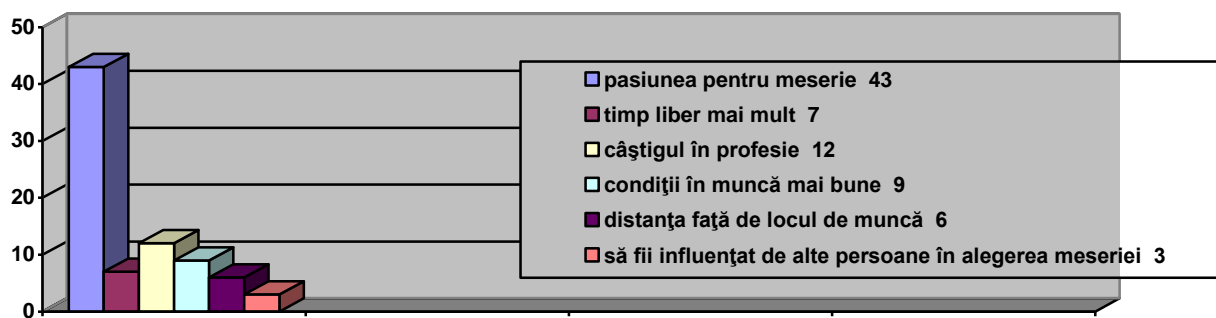 50
40
30
20
10
0
pasiunea pentru meserie 43
timp liber mai mult 7
câştigul în profesie 12
condiţii în muncă mai bune 9
distanţa faţă de locul de muncă 6
să fii influenţat de alte persoane în alegerea meseriei 3